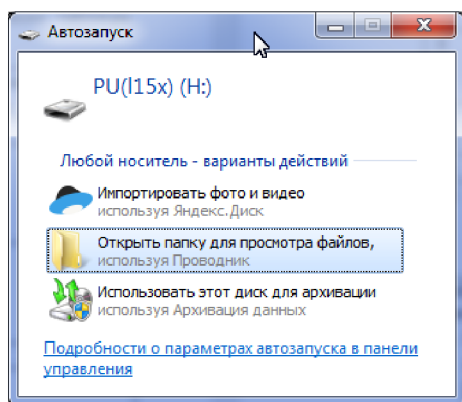 Автозапуск
PU(l15x) (H:)
Любой носитель - варианты действий
Импортировать фото и видео
используя Яндекс.Диск
Открыть папку для просмотра файлов,
используя Проводник
Использовать этот диск для архивации
используя Архивация данных
Подробности о параметрах автозапуска в панели
управления